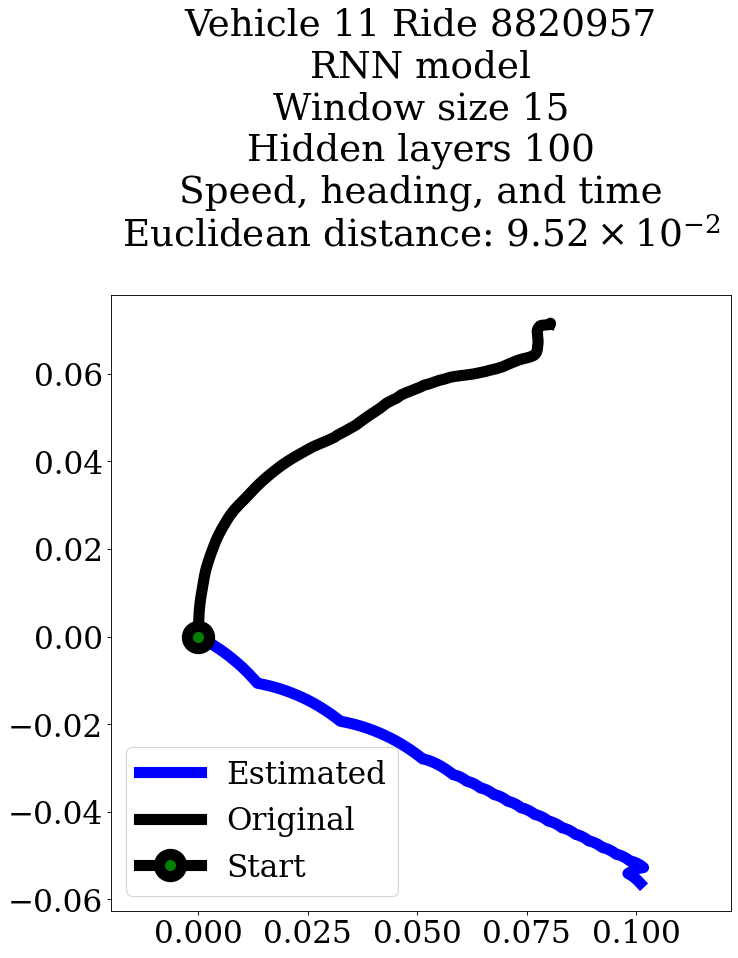 Vehicle 11 Ride 8820957
RNN model
Window size 15
Hidden layers 100
Speed, heading, and time
Euclidean distance: 9.52 × 10⁻²
0.06
0.04
0.02
0.00
−0.02
−0.04
−0.06
Estimated
Original
Start
0.000 0.025 0.050 0.075 0.100